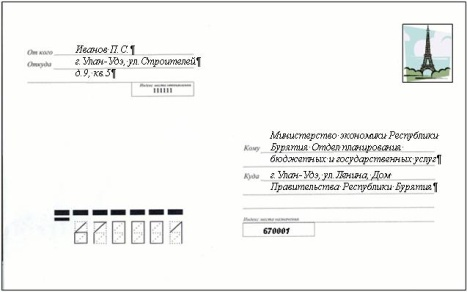 От кого Иванов·П.·С.¶
Откуда г.·Улан-Удэ,·ул.·Строителей¶
д.9,·кв.5¶
Индекс места отправления
111111
Министерство·экономики·Республики·
Кому Бурятия·Отдел·планирования·
бюджетных·и·государственных·услуг¶
Куда г.·Улан-Удэ,·ул.·Ленина,·Дом·
Правительства·Республики·Бурятия¶
Индекс места назначения
670001